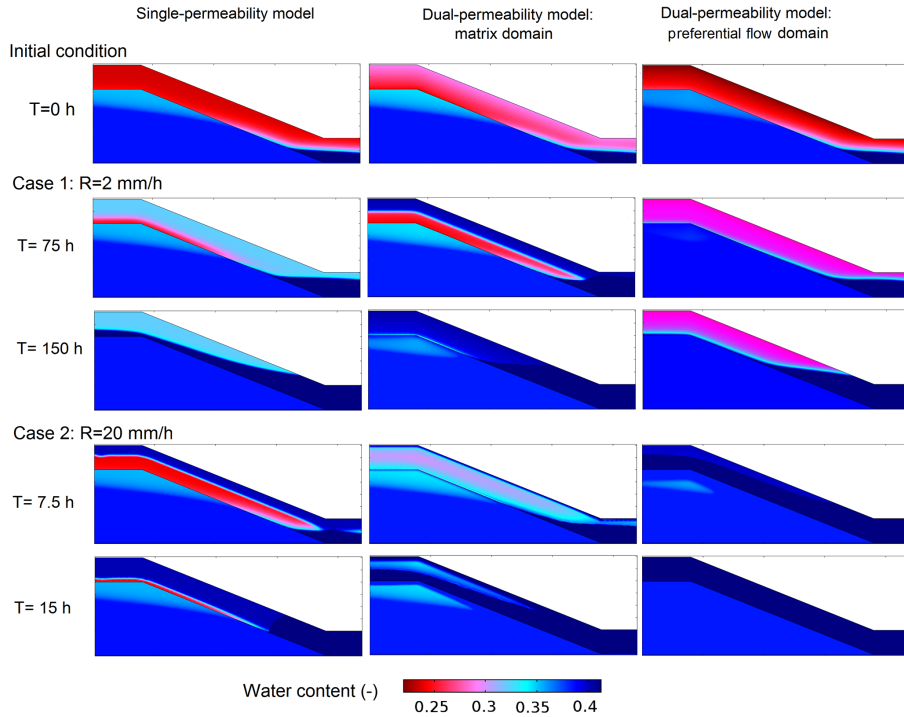 Single-permeability model
Dual-permeability model:
matrix domain
Dual-permeability model:
preferential flow domain
Initial condition
T=0 h
Case 1: R=2 mm/h
T= 75 h
T= 150 h
Case 2: R=20 mm/h
T= 7.5 h
T= 15 h
Water content (-)
0.25 0.3 0.35 0.4